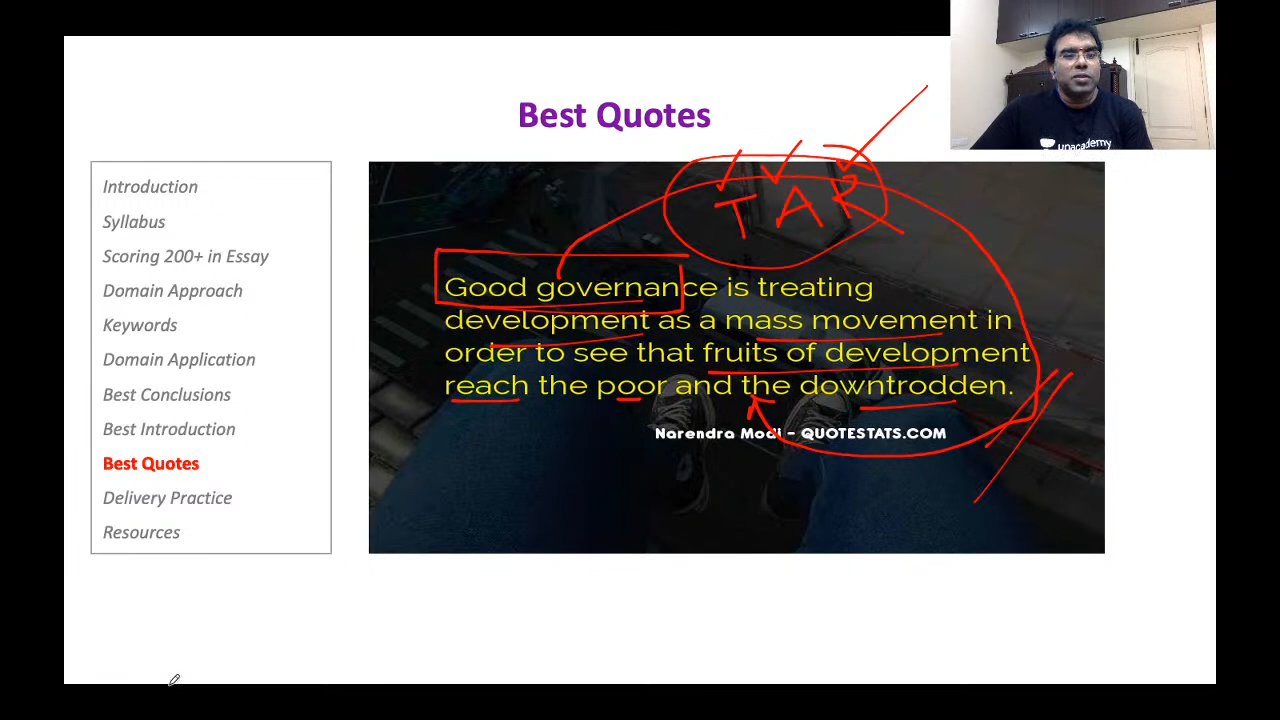 Best Quotes
unacademy
Introduction
Syllabus
Scoring 200+ in Essay
Domain Approach
Keywords
Domain Application
Best Conclusions
Best Introduction
Best Quotes
Delivery Practice
Resources
TAR
Good governance is treating
development as a mass movement in
order to see that fruits of development
reach the poor and the downtrodden.
Narendra Modi - QUOTESTATS.COM